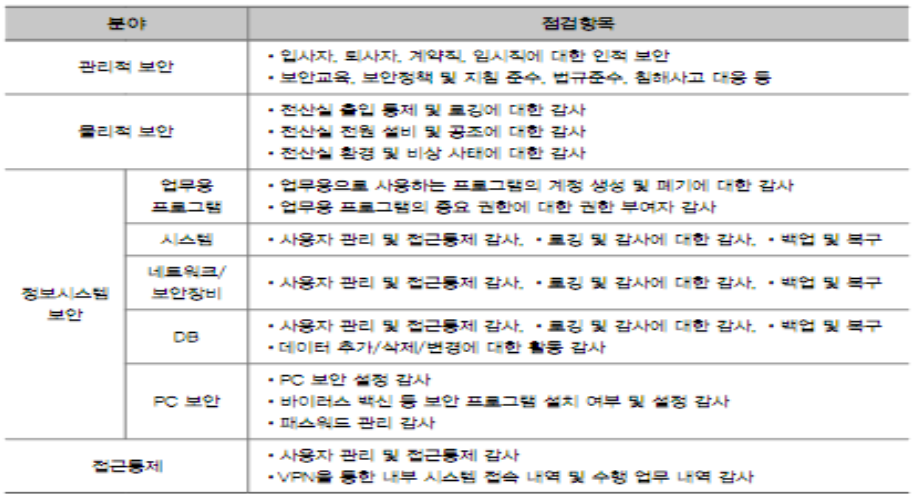 분야 점검항목
관리적 보안
• 입사자, 퇴사자, 계약직, 임시직에 대한 인적 보안
• 보안교육, 보안정책 및 지침 준수, 법규준수, 침해사고 대응 등
물리적 보안
• 전산실 출입 통제 및 로깅에 대한 감사
• 전산실 전원 설비 및 공조에 대한 감사
• 전산실 환경 및 비상 사태에 대한 감사
정보시스템
보안
업무용
프로그램
• 업무용으로 사용하는 프로그램의 계정 생성 및 폐기에 대한 감사
• 업무용 프로그램의 중요 권한에 대한 권한 부여자 감사
시스템
• 사용자 관리 및 접근통제 감사, • 로깅 및 감사에 대한 감사, • 백업 및 복구
네트워크/
보안장비
• 사용자 관리 및 접근통제 감사, • 로깅 및 감사에 대한 감사, • 백업 및 복구
DB
• 사용자 관리 및 접근통제 감사, • 로깅 및 감사에 대한 감사, • 백업 및 복구
• 데이터 추가/삭제/변경에 대한 활동 감사
PC 보안
• PC 보안 설정 감사
• 바이러스 백신 등 보안 프로그램 설치 여부 및 설정 감사
• 패스워드 관리 감사
접근통제
• 사용자 관리 및 접근통제 감사
• VPN을 통한 내부 시스템 접속 내역 및 수행 업무 내역 감사